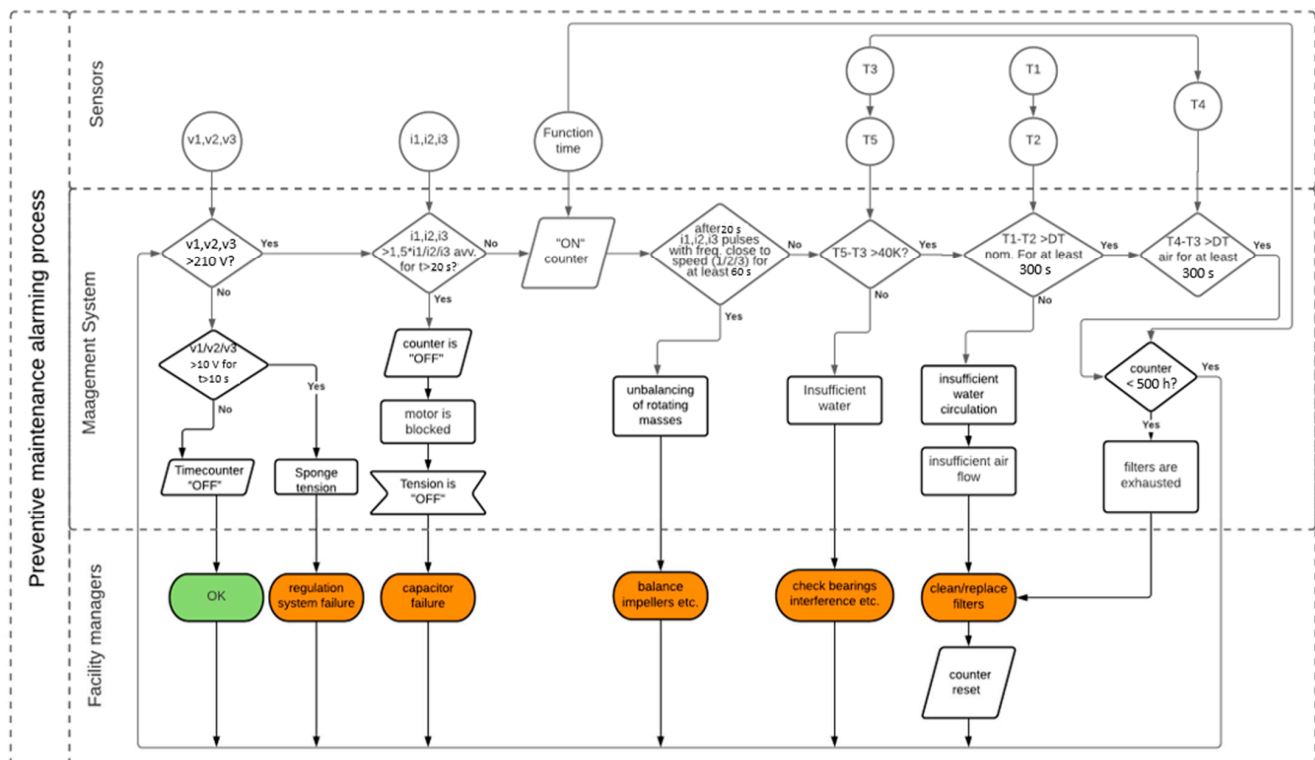 Preventive maintenance alarming process
Sensors
Maagement System
Facility managers
v1,v2,v3
i1,i2,i3
Function
time
T3
T5
T1
T2
T4
v1,v2,v3
>210 V?
Yes
No
i1,i2,i3
>1,5*i1/i2/i3 avv.
for t>20 s?
No
Yes
"ON"
counter
after20 s
i1,i2,i3 pulses
with freq. close to
speed (1/2/3) for
at least 60 s
No
Yes
T5-T3 >40K?
Yes
No
T1-T2 >DT
nom. For at least
300 s
Yes
No
T4-T3 >DT
air for at least
300 s
Yes
v1/v2/v3
>10 V for
t>10 s
Yes
No
counter is
"OFF"
motor is
blocked
Tension is
"OFF"
Timecounter
"OFF"
Sponge
tension
unbalancing
of rotating
masses
Insufficient
water
insufficient
water
circulation
insufficient air
flow
counter
< 500 h?
Yes
Yes
filters are
exhausted
OK
regulation
system failure
capacitor
failure
balance
impellers etc.
check bearings
interference etc.
clean/replace
filters
counter
reset